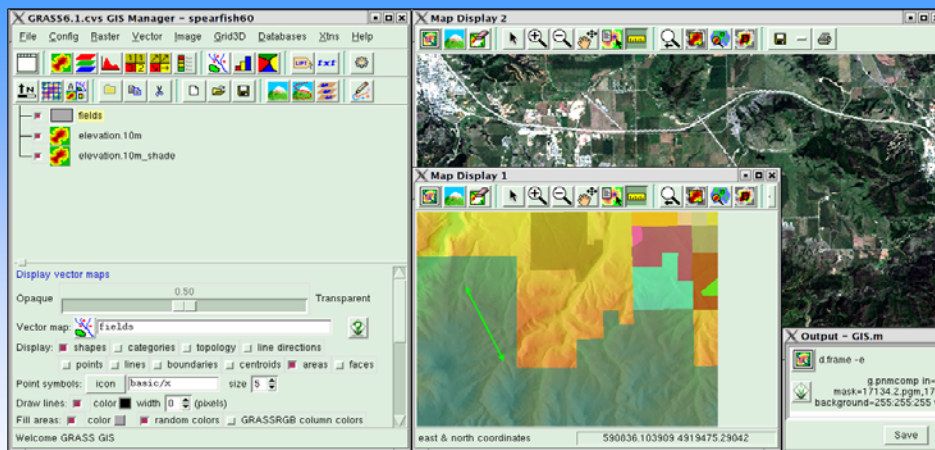 GRASS6.1.cvs GIS Manager - spearfish60
File Config Raster Vector Image Grid3D Databases Xtns Help
fields
elevation.10m
elevation.10m_shade
Display vector maps
0.50
Opaque Transparent
Vector map: fields
Display: shapes categories topology line directions
points lines boundaries centroids areas faces
Point symbols: icon basic/x size 5
Draw lines: color width 0 (pixels)
Fill areas: color random colors GRASSRGB column colors
Welcome GRASS GIS
Map Display 2
Map Display 1
east & north coordinates 590836.103909 4919475.29042
Output - GIS.m
d.frame -e
g.pnmcomp in=
mask=17134.2.pgm,17
background=255:255:255
Save